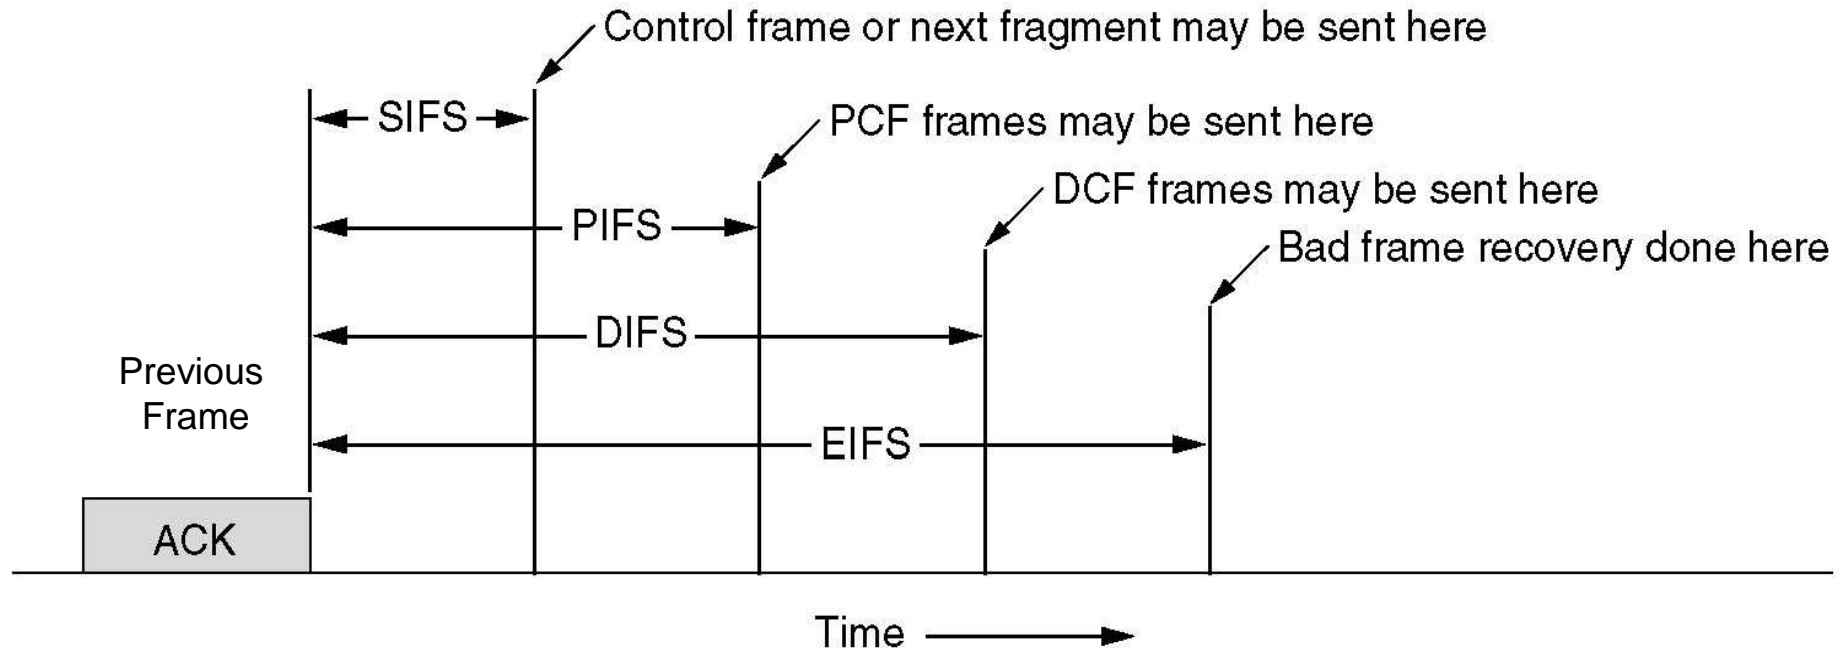 Control frame or next fragment may be sent here
SIFS
PCF frames may be sent here
DCF frames may be sent here
PIFS
Bad frame recovery done here
DIFS
Previous
Frame
EIFS
ACK
Time